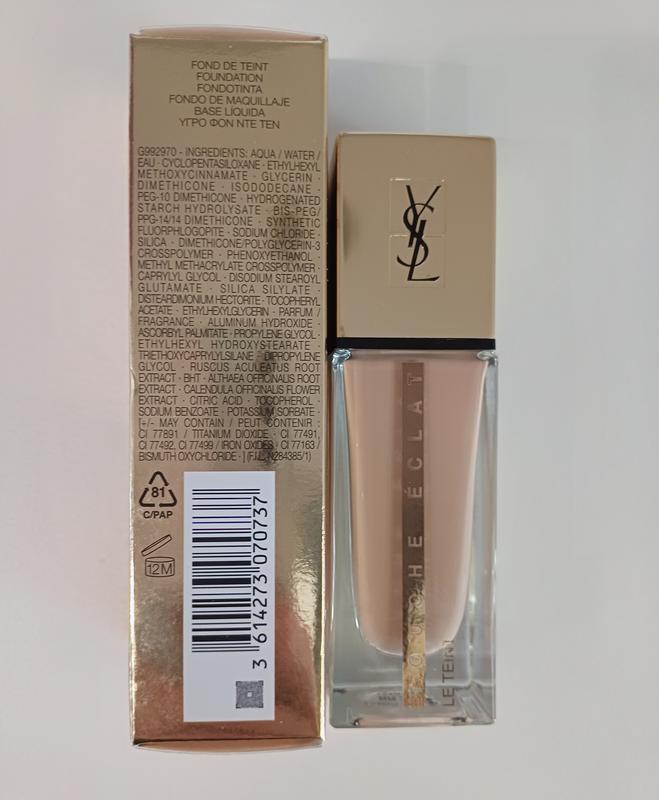 FOND DE TEINT
FOUNDATION
FONDOTINTA
FONDO DE MAQUILLAJE
BASE LÍQUIDA
ΥΓΡΟ ΦΟΝ ΝΤΕ ΤΕΝ
G992970 - INGREDIENTS: AQUA / WATER /
EAU · CYCLOPENTASILOXANE · ETHYLHEXYL
METHOXYCINNAMATE · GLYCERIN ·
DIMETHICONE · ISODODECANE ·
PEG-10 DIMETHICONE · HYDROGENATED
STARCH HYDROLYSATE · BIS-PEG/
PPG-14/14 DIMETHICONE · SYNTHETIC
FLUORPHLOGOPITE · SODIUM CHLORIDE ·
SILICA · DIMETHICONE/POLYGLYCERIN-3
CROSSPOLYMER · PHENOXYETHANOL ·
METHYL METHACRYLATE CROSSPOLYMER ·
CAPRYLYL GLYCOL · DISODIUM STEAROYL
GLUTAMATE · SILICA SILYLATE ·
DISTEARDIMONIUM HECTORITE · TOCOPHERYL
ACETATE · ETHYLHEXYLGLYCERIN · PARFUM /
FRAGRANCE · ALUMINUM HYDROXIDE ·
ASCORBYL PALMITATE · PROPYLENE GLYCOL ·
ETHYLHEXYL HYDROXYSTEARATE ·
TRIETHOXYCAPRYLYLSILANE · DIPROPYLENE
GLYCOL · RUSCUS ACULEATUS ROOT
EXTRACT · BHT · ALTHAEA OFFICINALIS ROOT
EXTRACT · CALENDULA OFFICINALIS FLOWER
EXTRACT · CITRIC ACID · TOCOPHEROL ·
SODIUM BENZOATE · POTASSIUM SORBATE ·
[+/- MAY CONTAIN / PEUT CONTENIR :
CI 77891 / TITANIUM DIOXIDE · CI 77491,
CI 77492, CI 77499 / IRON OXIDES · CI 77163 /
BISMUTH OXYCHLORIDE · ] (F.I.L. N284385/1)
81
C/PAP
12M
3 614273 070737
YSL
TOUCHE ÉCLAT
LE TEINT